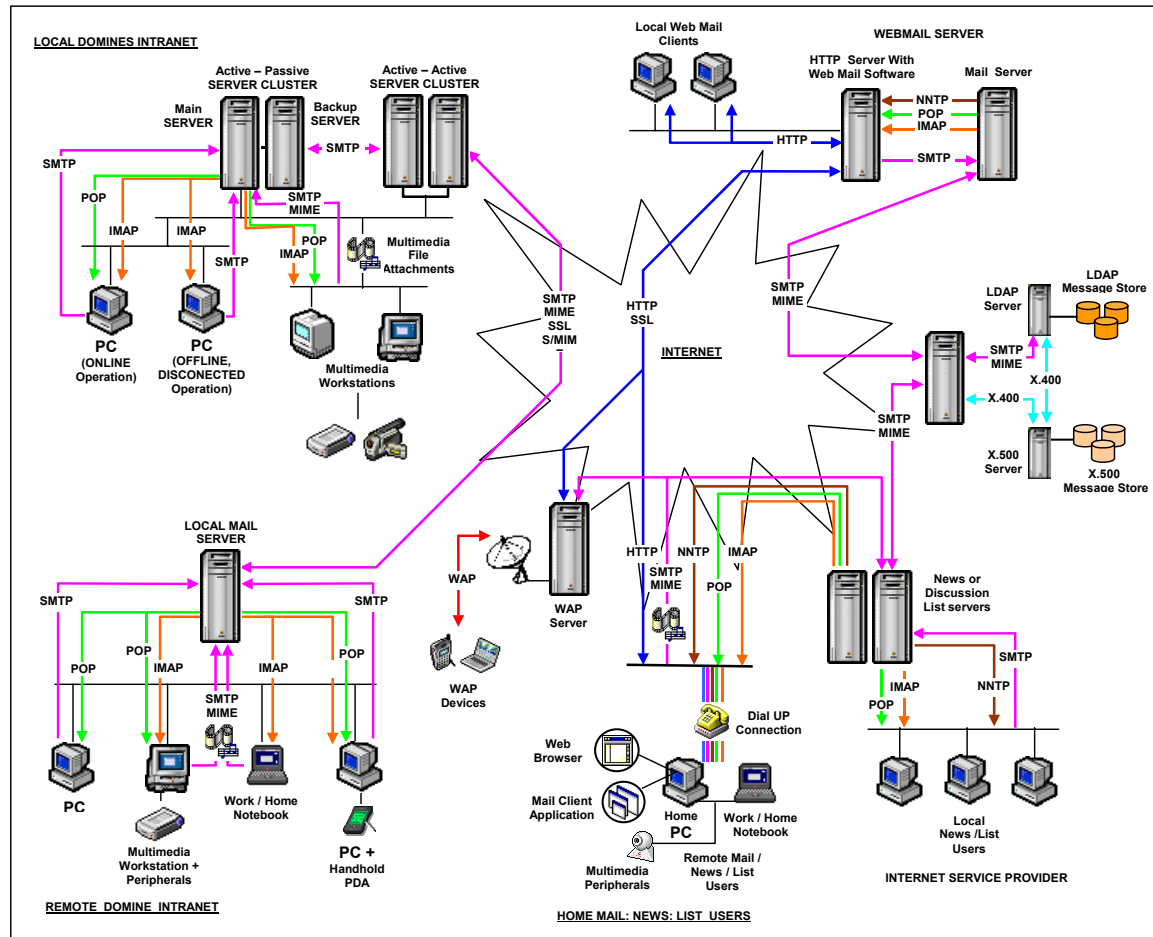 LOCAL DOMINES INTRANET
Active – Passive
SERVER CLUSTER
Active – Active
SERVER CLUSTER
Main
SERVER
Backup
SERVER
SMTP
SMTP
POP
IMAP
IMAP
SMTP
SMTP
MIME
IMAP
POP
Multimedia
File
Attachments
PC
(ONLINE
Operation)
PC
(OFFLINE,
DISCONECTED
Operation)
Multimedia
Workstations
Local Web Mail
Clients
WEBMAIL SERVER
HTTP Server With
Web Mail Software
Mail Server
NNTP
POP
IMAP
HTTP
SMTP
SMTP
MIME
SSL
S/MIM
HTTP
SSL
INTERNET
SMTP
MIME
LDAP
Server
LDAP
Message Store
SMTP
MIME
X.400
X.400
X.500
Server
X.500
Message Store
SMTP
MIME
LOCAL MAIL
SERVER
SMTP
SMTP
POP
POP
IMAP
IMAP
POP
SMTP
MIME
PC
Multimedia
Workstation +
Peripherals
Work / Home
Notebook
PC +
Handhold
PDA
REMOTE DOMINE INTRANET
WAP
WAP
Server
WAP
Devices
HTTP
SMTP
MIME
NNTP
POP
IMAP
Dial UP
Connection
Web
Browser
Mail Client
Application
Home
PC
Work / Home
Notebook
Multimedia
Peripherals
Remote Mail /
News / List
Users
HOME MAIL: NEWS: LIST USERS
News or
Discussion
List servers
POP
IMAP
NNTP
SMTP
Local
News /List
Users
INTERNET SERVICE PROVIDER